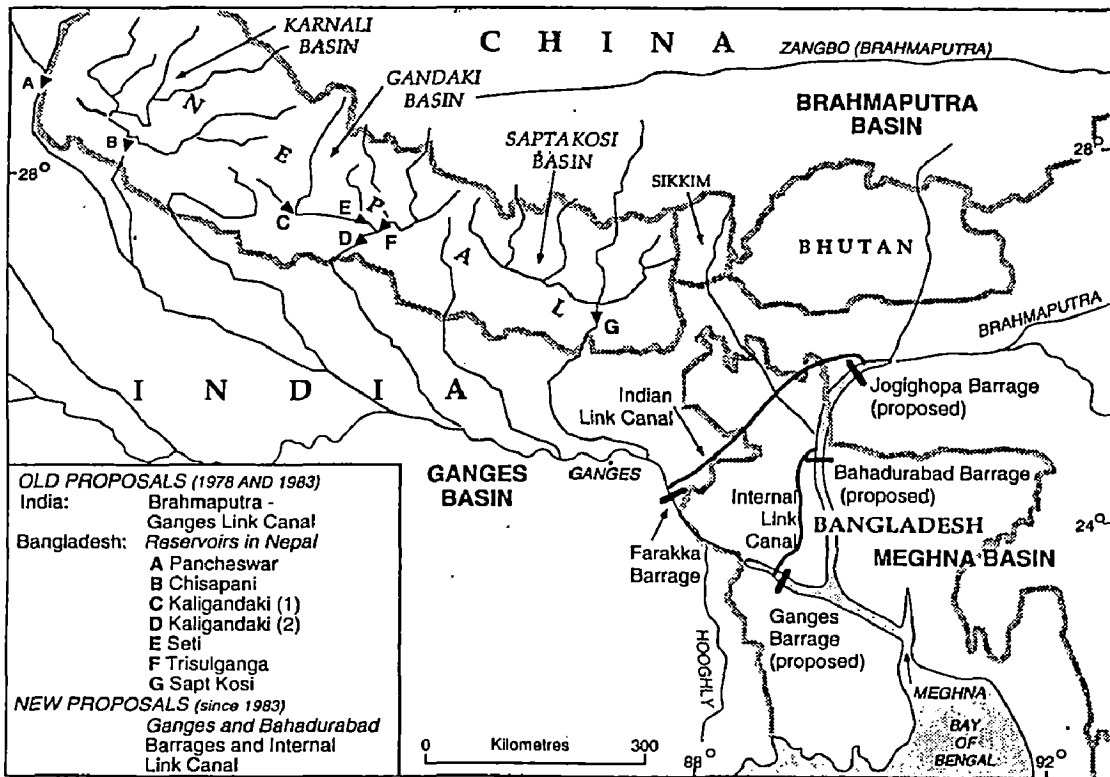 KARNALI
BASIN
C H I N A
ZANGBO (BRAHMAPUTRA)
A
GANDAKI
BASIN
N
BRAHMAPUTRA
BASIN
B
E
SAPTAKOSI
BASIN
28°
28°
SIKKIM
P
C
E
D
F
BHUTAN
A
L
G
BRAHMAPUTRA
I N D I A
Indian
Link Canal
Jogighopa Barrage
(proposed)
GANGES
BASIN
GANGES
Bahadurabad Barrage
(proposed)
Internal
Link
Canal
BANGLADESH
24°
MEGHNA BASIN
Farakka
Barrage
Ganges
Barrage
(proposed)
HOOGHLY
MEGHNA
BAY
OF
BENGAL
0 Kilometres 300
88°
92°
OLD PROPOSALS (1978 AND 1983)
India: Brahmaputra -
Ganges Link Canal
Bangladesh: Reservoirs in Nepal
A Pancheswar
B Chisapani
C Kaligandaki (1)
D Kaligandaki (2)
E Seti
F Trisulganga
G Sapt Kosi
NEW PROPOSALS (since 1983)
Ganges and Bahadurabad
Barrages and Internal
Link Canal